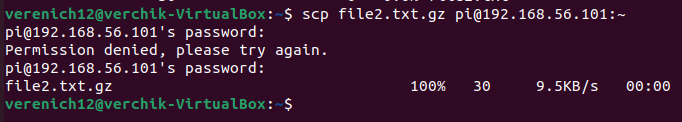 verenich12@verchik-VirtualBox:~$ scp file2.txt.gz pi@192.168.56.101:~
pi@192.168.56.101's password:
Permission denied, please try again.
pi@192.168.56.101's password:
file2.txt.gz 100% 30 9.5KB/s 00:00
verenich12@verchik-VirtualBox:~$